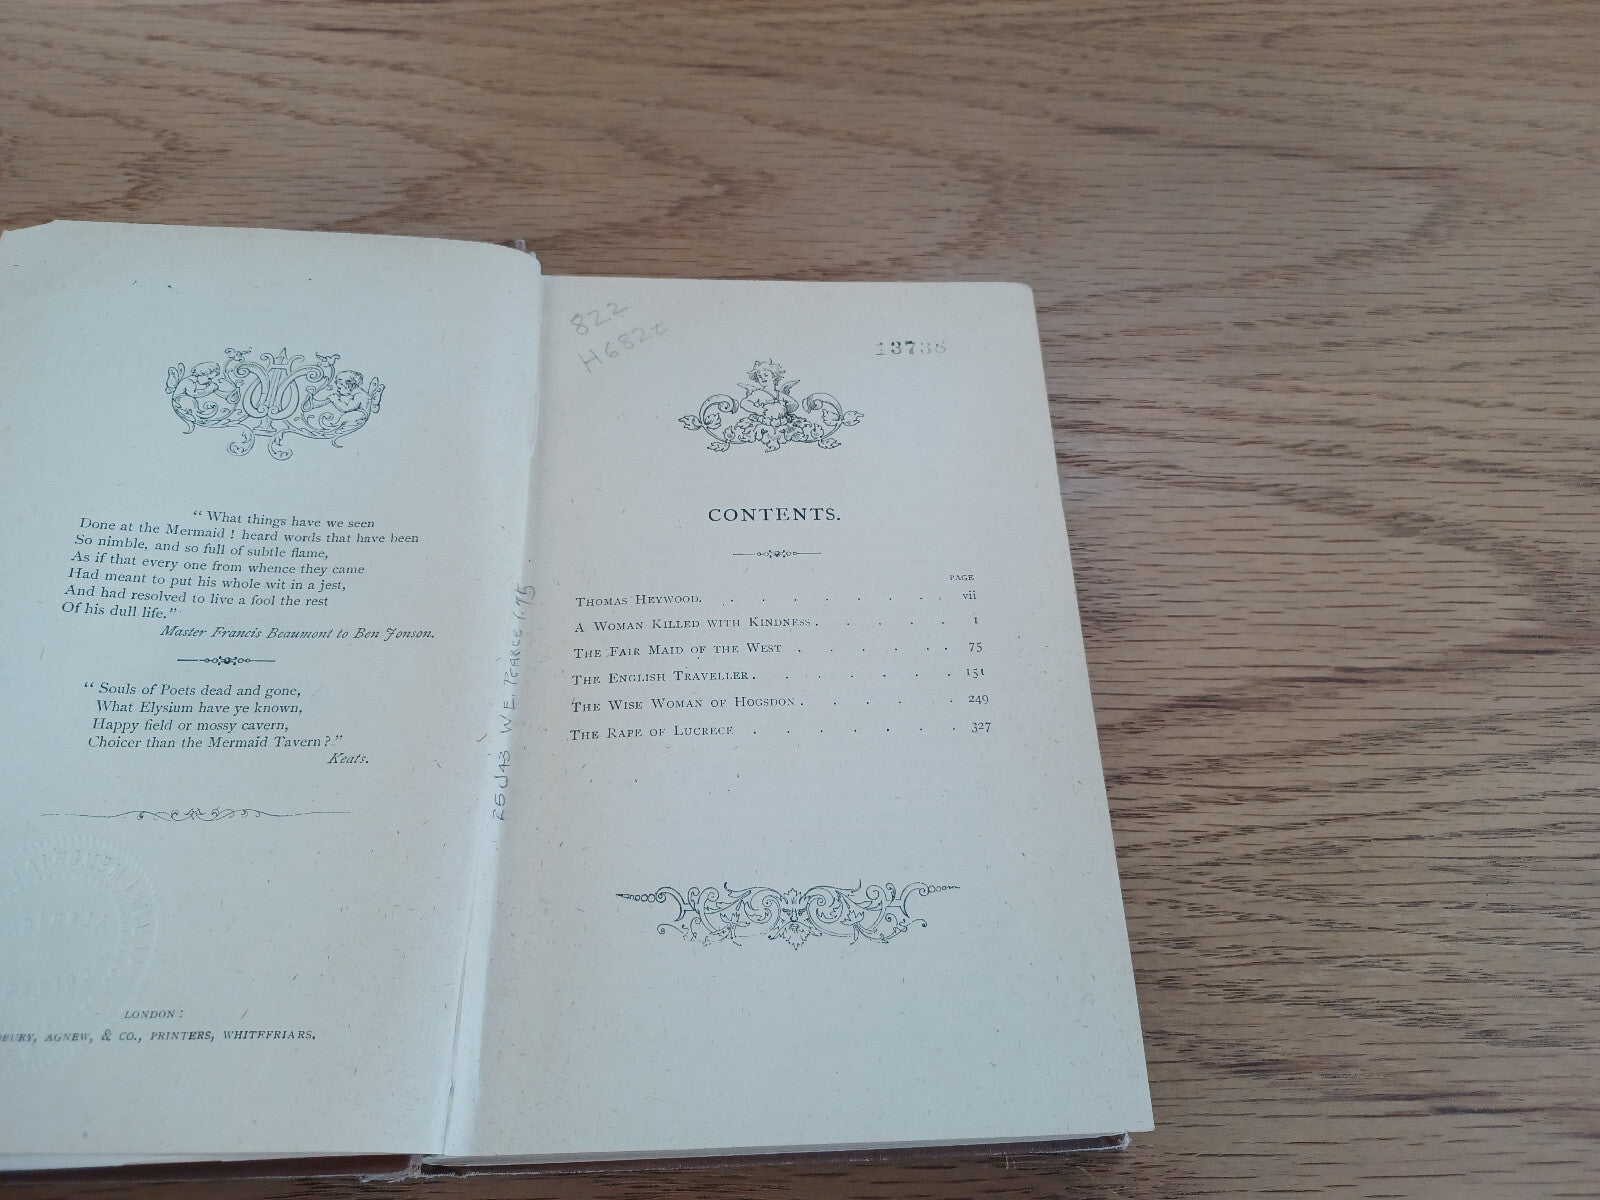 “ What things have we seen
Done at the Mermaid ! heard words that have been
So nimble, and so full of subtle flame,
As if that every one from whence they came
Had meant to put his whole wit in a jest,
And had resolved to live a fool the rest
Of his dull life.”
Master Francis Beaumont to Ben Jonson.
“ Souls of Poets dead and gone,
What Elysium have ye known,
Happy field or mossy cavern,
Choicer than the Mermaid Tavern ?”
Keats.
LONDON :
AGNEW, & CO., PRINTERS, WHITEFRIARS.
W.E. Pearce 1.75
822
H682t
13738
CONTENTS.
PAGE
THOMAS HEYWOOD. . . . . . . . vii
A WOMAN KILLED WITH KINDNESS . . . . . 1
THE FAIR MAID OF THE WEST . . . . . . 75
THE ENGLISH TRAVELLER . . . . . . . 151
THE WISE WOMAN OF HOGSDON . . . . . 249
THE RAPE OF LUCRECE . . . . . . . 327